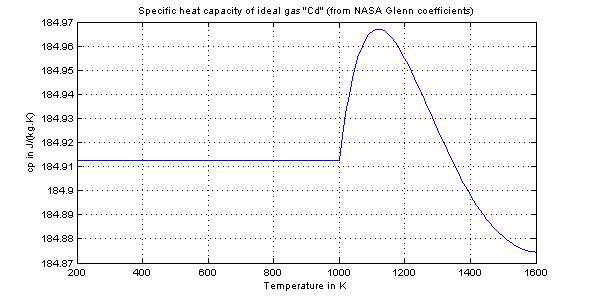 Specific heat capacity of ideal gas "Cd" (from NASA Glenn coefficients)
184.97
184.96
184.95
184.94
184.93
184.92
184.91
184.9
184.89
184.88
184.87
cp in J/(kg.K)
200 400 600 800 1000 1200 1400 1600
Temperature in K